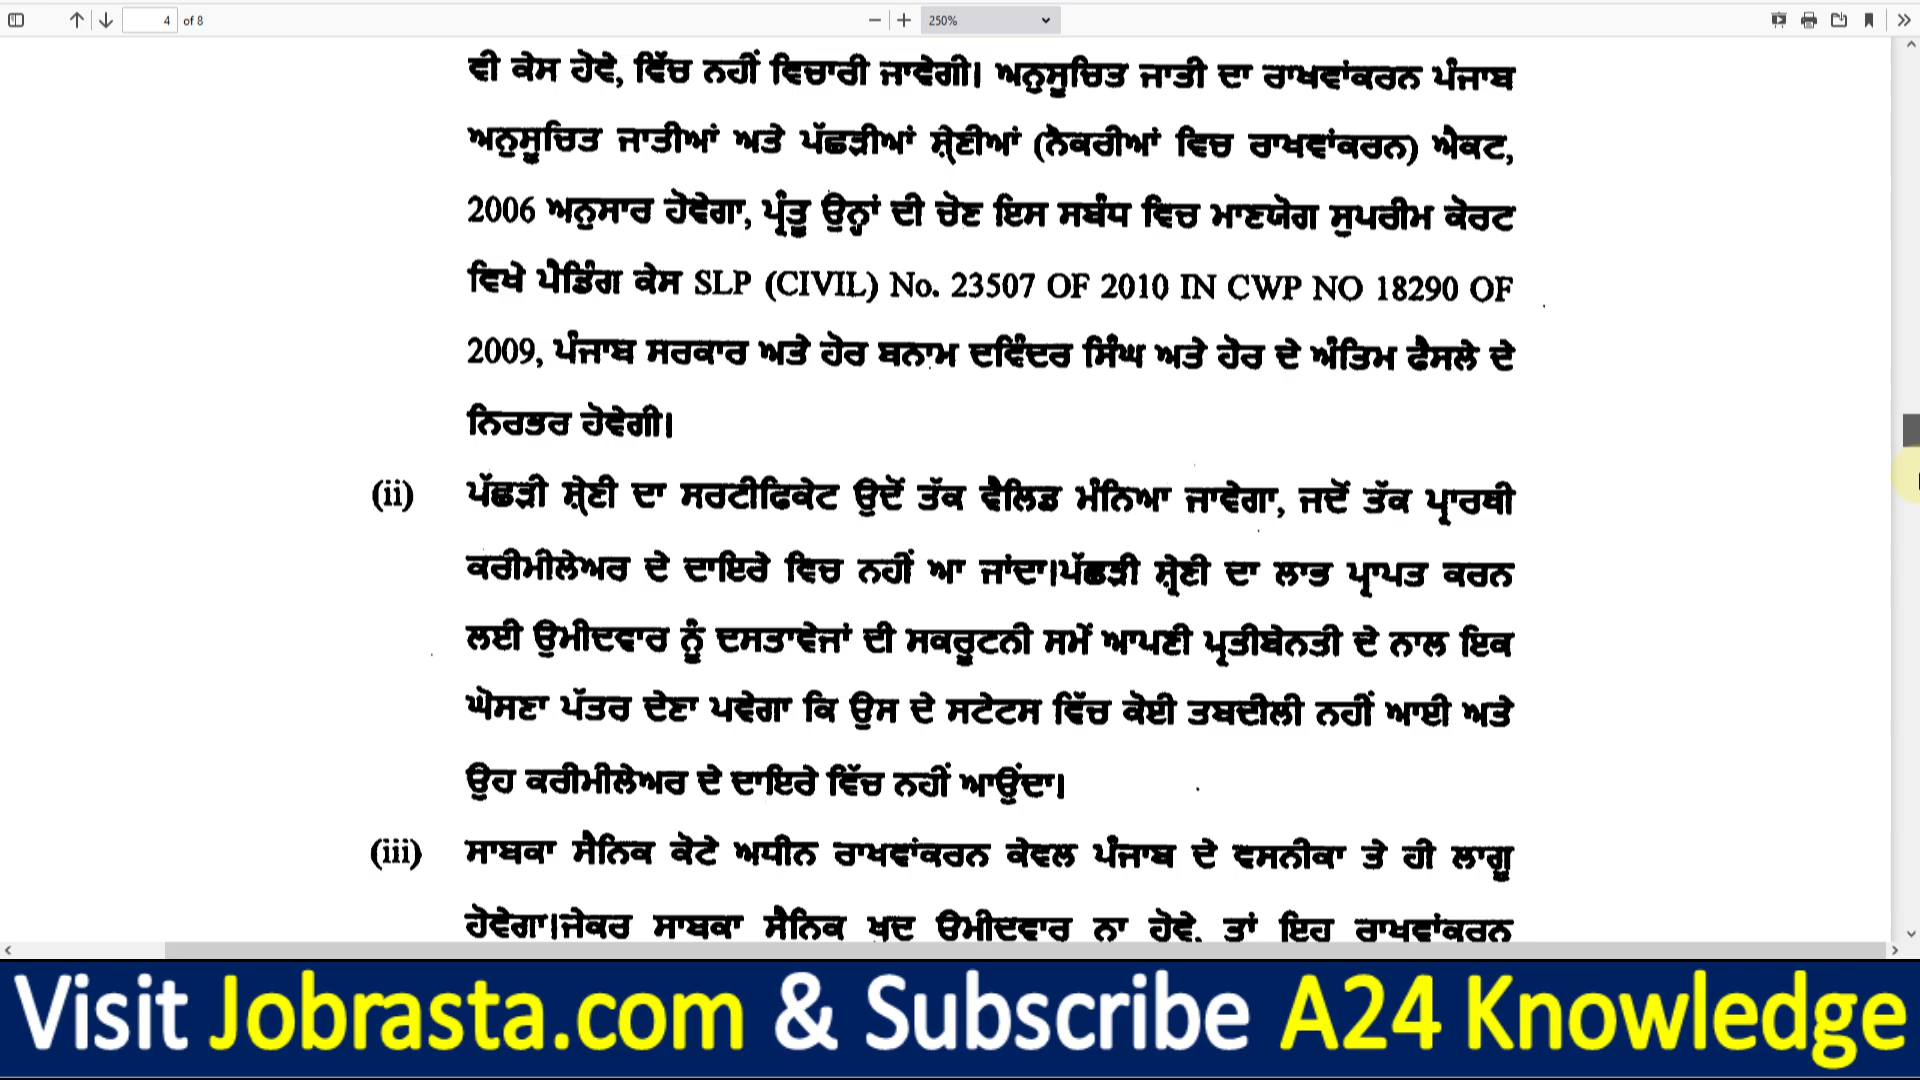 4 of 8
250%
ਵੀ ਕੇਸ ਹੋਵੇ, ਵਿੱਚ ਨਹੀਂ ਵਿਚਾਰੀ ਜਾਵੇਗੀ। ਅਨੁਸੂਚਿਤ ਜਾਤੀ ਦਾ ਰਾਖਵਾਂਕਰਨ ਪੰਜਾਬ
ਅਨੁਸੂਚਿਤ ਜਾਤੀਆਂ ਅਤੇ ਪੱਛੜੀਆਂ ਸ਼੍ਰੇਣੀਆਂ (ਨੌਕਰੀਆਂ ਵਿਚ ਰਾਖਵਾਂਕਰਨ) ਐਕਟ,
2006 ਅਨੁਸਾਰ ਹੋਵੇਗਾ, ਪ੍ਰੰਤੂ ਉਨ੍ਹਾਂ ਦੀ ਚੋਣ ਇਸ ਸਬੰਧ ਵਿਚ ਮਾਣਯੋਗ ਸੁਪਰੀਮ ਕੋਰਟ
ਵਿਖੇ ਪੈਡਿੰਗ ਕੇਸ SLP (CIVIL) No. 23507 OF 2010 IN CWP NO 18290 OF
2009, ਪੰਜਾਬ ਸਰਕਾਰ ਅਤੇ ਹੋਰ ਬਨਾਮ ਦਵਿੰਦਰ ਸਿੰਘ ਅਤੇ ਹੋਰ ਦੇ ਅੰਤਿਮ ਫੈਸਲੇ ਦੇ
ਨਿਰਭਰ ਹੋਵੇਗੀ।
(ii) ਪੱਛੜੀ ਸ਼੍ਰੇਣੀ ਦਾ ਸਰਟੀਫਿਕੇਟ ਉਦੋਂ ਤੱਕ ਵੈਲਿਡ ਮੰਨਿਆ ਜਾਵੇਗਾ, ਜਦੋਂ ਤੱਕ ਪ੍ਰਾਰਥੀ
ਕਰੀਮੀਲੇਅਰ ਦੇ ਦਾਇਰੇ ਵਿਚ ਨਹੀਂ ਆ ਜਾਂਦਾ।ਪੱਛੜੀ ਸ਼੍ਰੇਣੀ ਦਾ ਲਾਭ ਪ੍ਰਾਪਤ ਕਰਨ
ਲਈ ਉਮੀਦਵਾਰ ਨੂੰ ਦਸਤਾਵੇਜਾਂ ਦੀ ਸਕਰੂਟਨੀ ਸਮੇਂ ਆਪਣੀ ਪ੍ਰਤੀਬੇਨਤੀ ਦੇ ਨਾਲ ਇਕ
ਘੋਸਣਾ ਪੱਤਰ ਦੇਣਾ ਪਵੇਗਾ ਕਿ ਉਸ ਦੇ ਸਟੇਟਸ ਵਿੱਚ ਕੋਈ ਤਬਦੀਲੀ ਨਹੀਂ ਆਈ ਅਤੇ
ਉਹ ਕਰੀਮੀਲੇਅਰ ਦੇ ਦਾਇਰੇ ਵਿੱਚ ਨਹੀਂ ਆਉਂਦਾ।
(iii) ਸਾਬਕਾ ਸੈਨਿਕ ਕੋਟੇ ਅਧੀਨ ਰਾਖਵਾਂਕਰਨ ਕੇਵਲ ਪੰਜਾਬ ਦੇ ਵਸਨੀਕਾ ਤੇ ਹੀ ਲਾਗੂ
ਹੋਵੇਗਾ।ਜੇਕਰ ਸਾਬਕਾ ਸੈਨਿਕ ਖੁਦ ਉਮੀਦਵਾਰ ਨਾ ਹੋਵੇ, ਤਾਂ ਇਹ ਰਾਖਵਾਂਕਰਨ
Visit Jobrasta.com & Subscribe A24 Knowledge